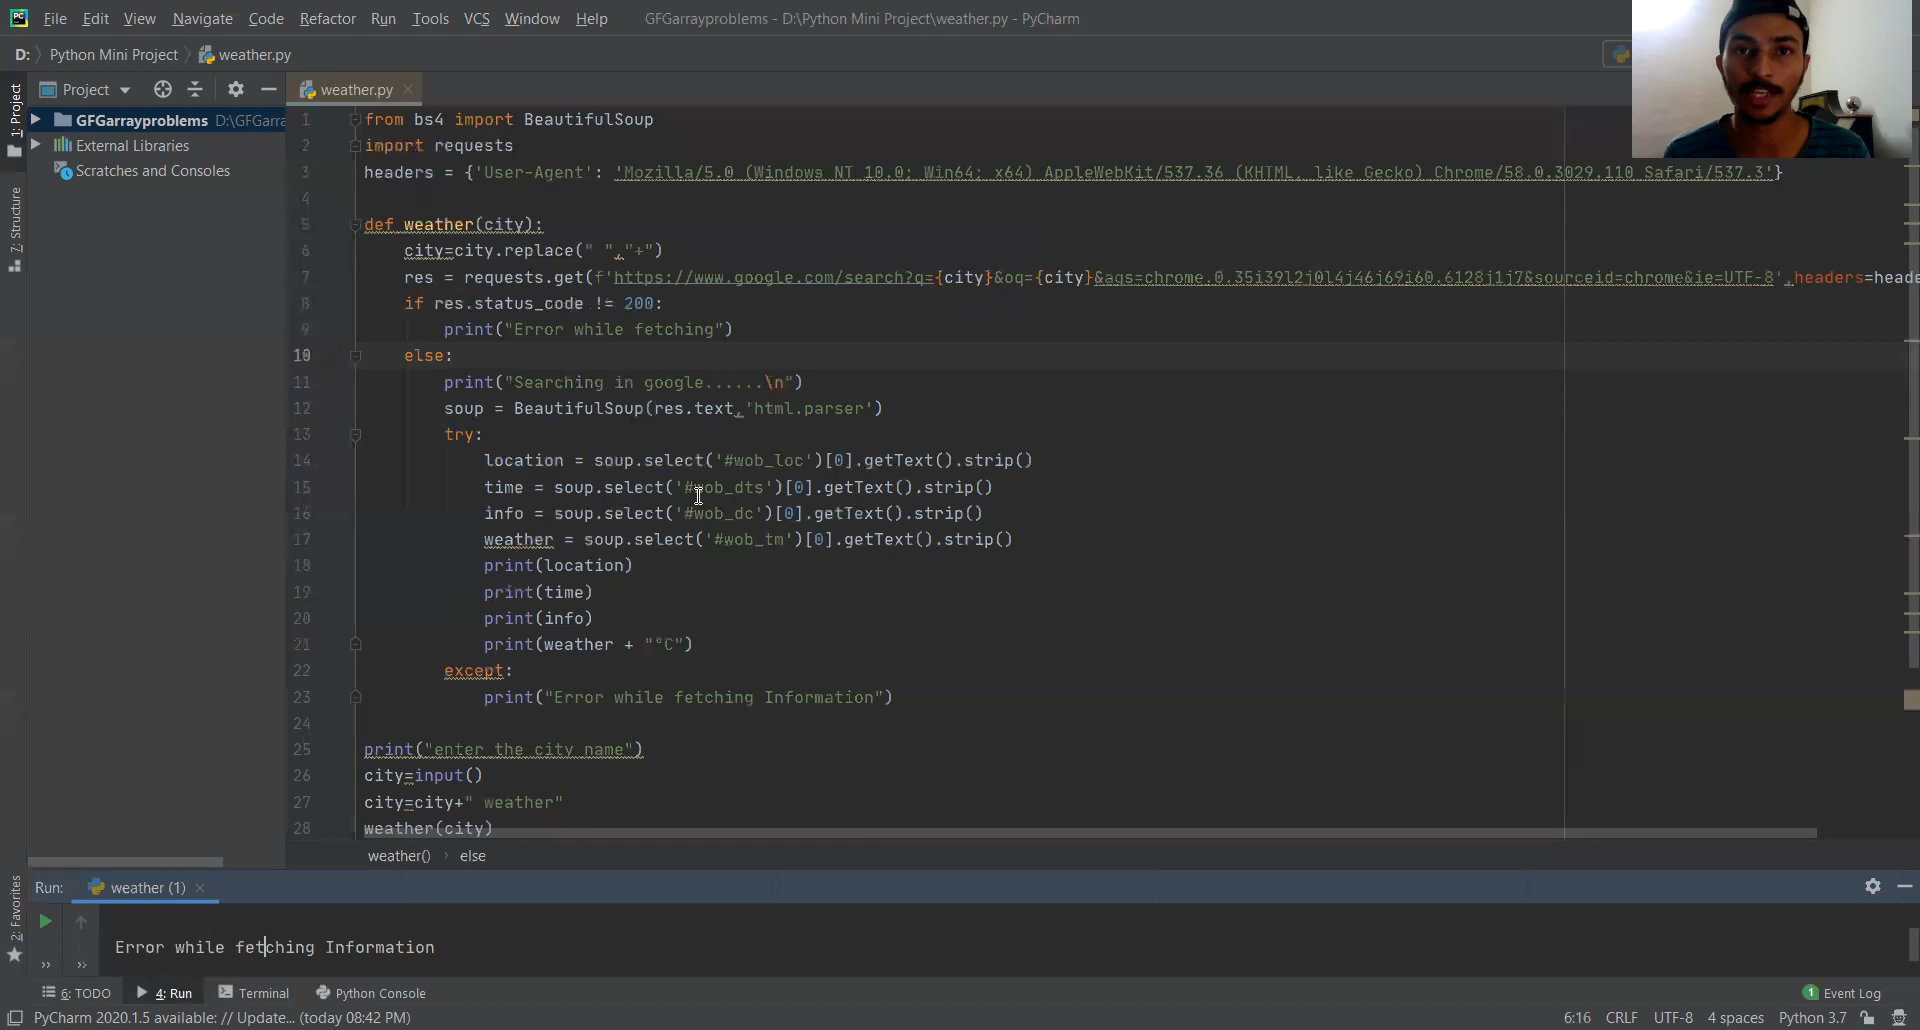 PC File Edit View Navigate Code Refactor Run Tools VCS Window Help GFGarrayproblems - D:\Python Mini Project\weather.py - PyCharm
D: Python Mini Project weather.py
Project weather.py
1: Project
7: Structure
2: Favorites
GFGarrayproblems D:\GFGarra
External Libraries
Scratches and Consoles
1 from bs4 import BeautifulSoup
2 import requests
3 headers = {'User-Agent': 'Mozilla/5.0 (Windows NT 10.0; Win64; x64) AppleWebKit/537.36 (KHTML, like Gecko) Chrome/58.0.3029.110 Safari/537.3'}
4
5 def weather(city):
6 city=city.replace(" ","+")
7 res = requests.get(f'https://www.google.com/search?q={city}&oq={city}&aqs=chrome.0.35i39l2j0l4j46j69i60.6128j1j7&sourceid=chrome&ie=UTF-8',headers=heade
8 if res.status_code != 200:
9 print("Error while fetching")
10 else:
11 print("Searching in google......\n")
12 soup = BeautifulSoup(res.text,'html.parser')
13 try:
14 location = soup.select('#wob_loc')[0].getText().strip()
15 time = soup.select('#wob_dts')[0].getText().strip()
16 info = soup.select('#wob_dc')[0].getText().strip()
17 weather = soup.select('#wob_tm')[0].getText().strip()
18 print(location)
19 print(time)
20 print(info)
21 print(weather + "°C")
22 except:
23 print("Error while fetching Information")
24
25 print("enter the city name")
26 city=input()
27 city=city+" weather"
28 weather(city)
weather() › else
Run: weather (1)
Error while fetching Information
6: TODO 4: Run Terminal Python Console 1 Event Log
PyCharm 2020.1.5 available: // Update... (today 08:42 PM) 6:16 CRLF UTF-8 4 spaces Python 3.7